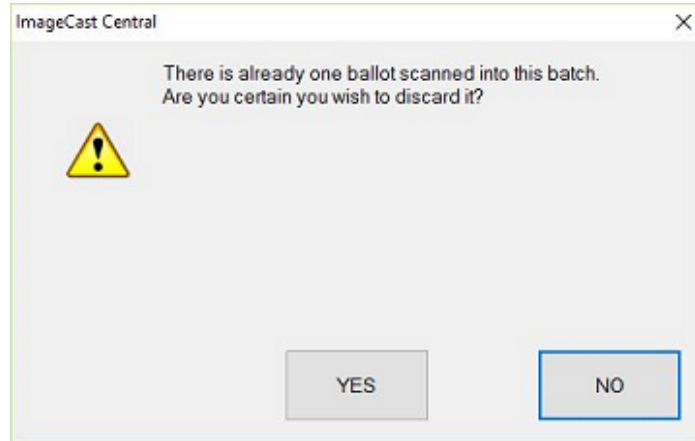 ImageCast Central
There is already one ballot scanned into this batch.
Are you certain you wish to discard it?
YES
NO